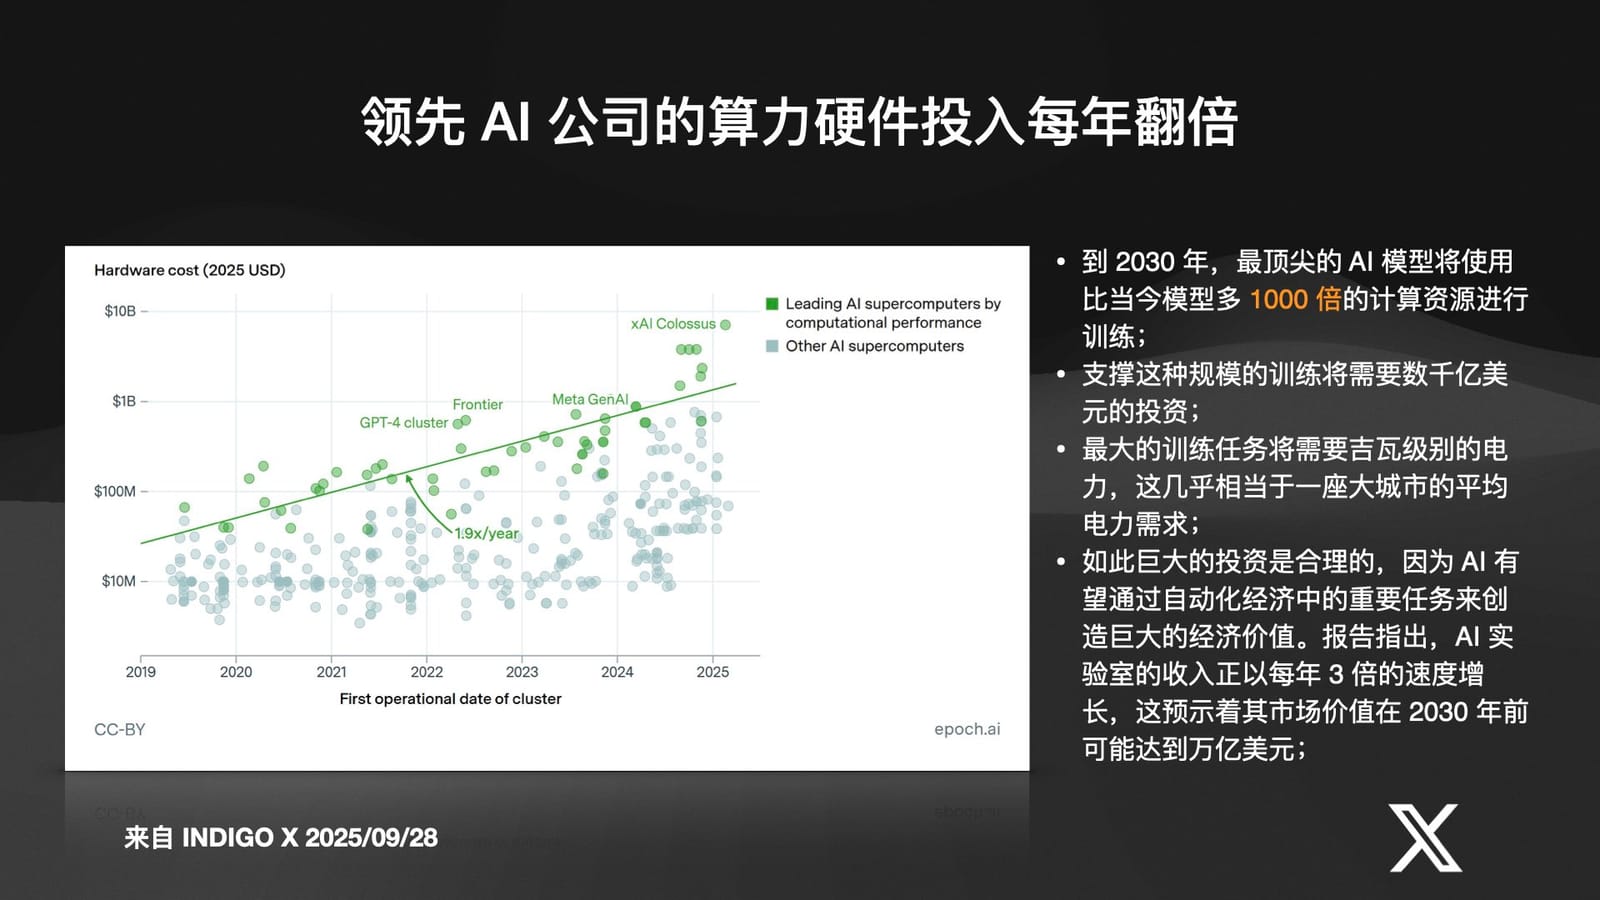 领先 AI 公司的算力硬件投入每年翻倍
Hardware cost (2025 USD)
$10B
$1B
$100M
$10M
xAI Colossus
Meta GenAI
Frontier
GPT-4 cluster
1.9x/year
Leading AI supercomputers by
computational performance
Other AI supercomputers
2019
2020
2021
2022
2023
2024
2025
First operational date of cluster
CC-BY
epoch.ai
• 到 2030 年，最顶尖的 AI 模型将使用
比当今模型多 1000 倍的计算资源进行
训练；
• 支撑这种规模的训练将需要数千亿美
元的投资；
• 最大的训练任务将需要吉瓦级别的电
力，这几乎相当于一座大城市的平均
电力需求；
• 如此巨大的投资是合理的，因为 AI 有
望通过自动化经济中的重要任务来创
造巨大的经济价值。报告指出，AI 实
验室的收入正以每年 3 倍的速度增
长，这预示着其市场价值在 2030 年前
可能达到万亿美元；
来自 INDIGO X 2025/09/28
X